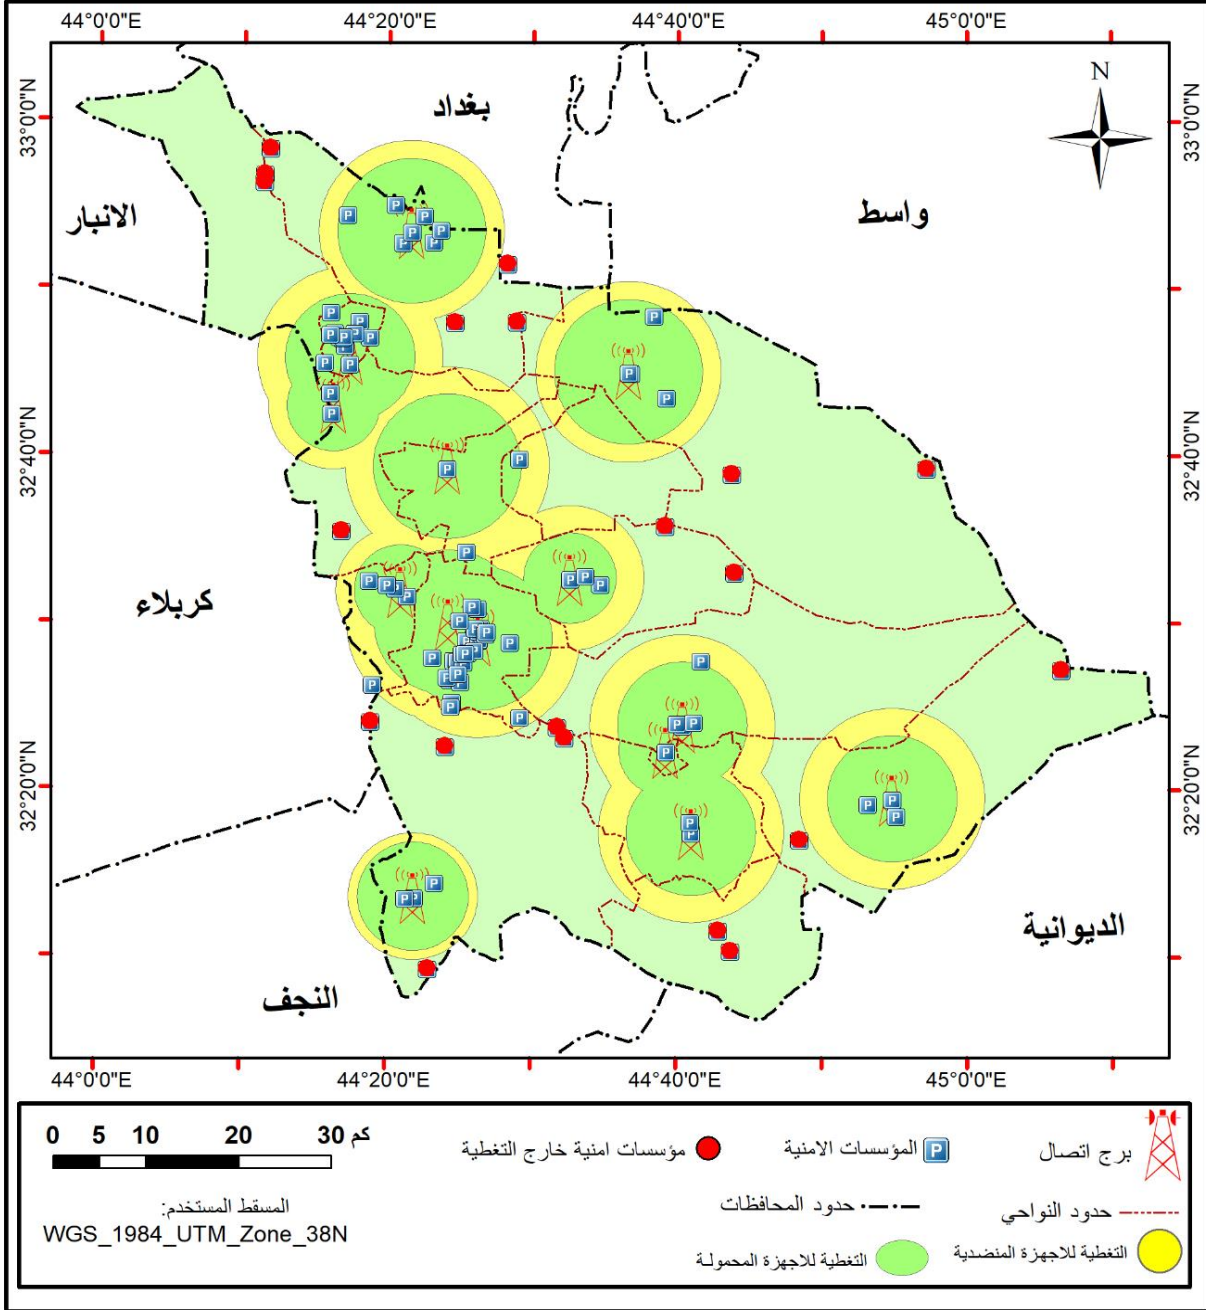 44°0'0"E 44°20'0"E 44°40'0"E 45°0'0"E
33°0'0"N
33°0'0"N
بغداد
الانبار
واسط
N
32°40'0"N
32°40'0"N
كربلاء
32°20'0"N
32°20'0"N
الديوانية
النجف
44°0'0"E 44°20'0"E 44°40'0"E 45°0'0"E
برج اتصال
المؤسسات الامنية
مؤسسات امنية خارج التغطية
0 5 10 20 30 كم
حدود النواحي
حدود المحافظات
المسقط المستخدم:
WGS_1984_UTM_Zone_38N
التغطية للاجهزة المنضدية
التغطية للاجهزة المحمولة